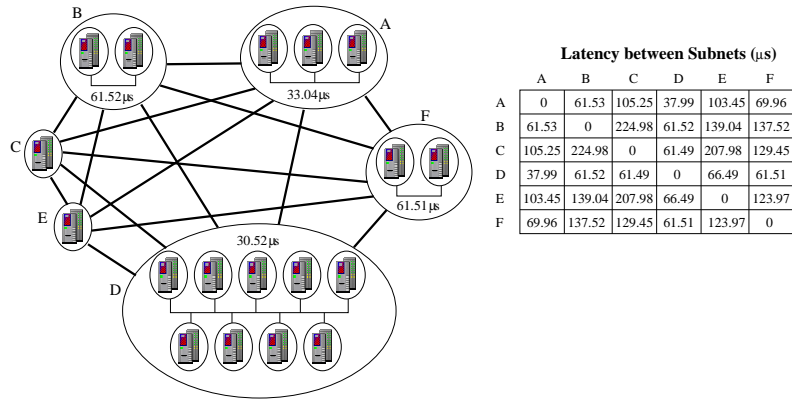 B
A
61.52µs
33.04µs
F
C
61.51µs
E
30.52µs
D
Latency between Subnets (µs)
A B C D E F
A 0 61.53 105.25 37.99 103.45 69.96
B 61.53 0 224.98 61.52 139.04 137.52
C 105.25 224.98 0 61.49 207.98 129.45
D 37.99 61.52 61.49 0 66.49 61.51
E 103.45 139.04 207.98 66.49 0 123.97
F 69.96 137.52 129.45 61.51 123.97 0